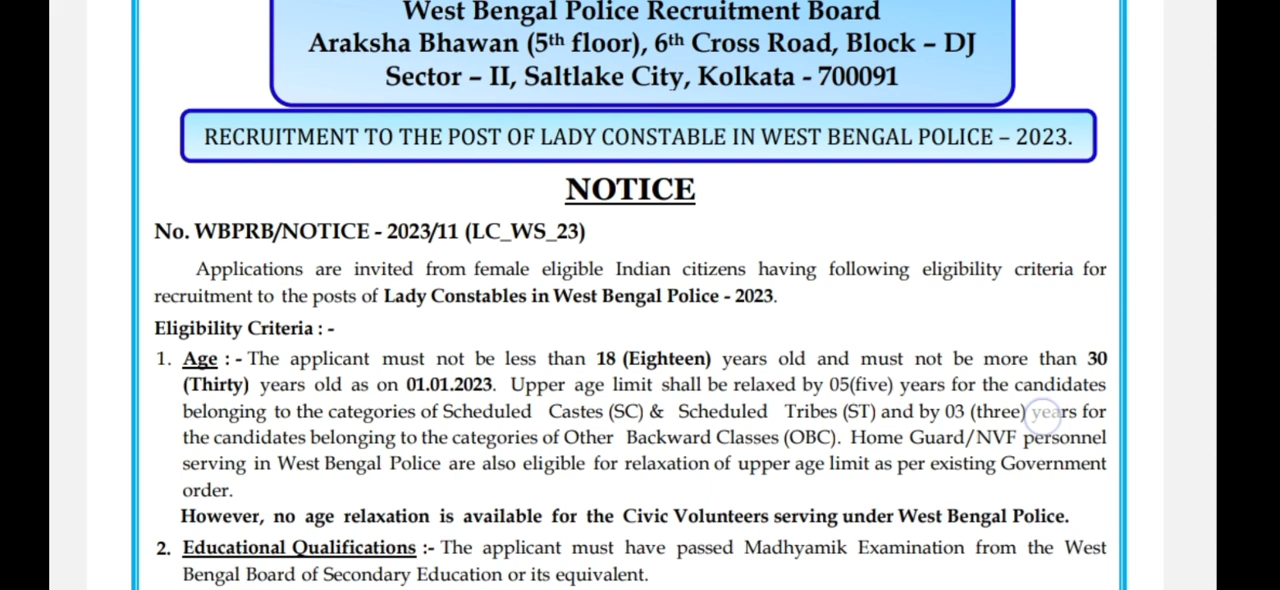 West Bengal Police Recruitment Board
Araksha Bhawan (5th floor), 6th Cross Road, Block – DJ
Sector – II, Saltlake City, Kolkata - 700091
RECRUITMENT TO THE POST OF LADY CONSTABLE IN WEST BENGAL POLICE – 2023.
NOTICE
No. WBPRB/NOTICE - 2023/11 (LC_WS_23)
Applications are invited from female eligible Indian citizens having following eligibility criteria for
recruitment to the posts of Lady Constables in West Bengal Police - 2023.
Eligibility Criteria : -
1. Age : - The applicant must not be less than 18 (Eighteen) years old and must not be more than 30
(Thirty) years old as on 01.01.2023. Upper age limit shall be relaxed by 05(five) years for the candidates
belonging to the categories of Scheduled Castes (SC) & Scheduled Tribes (ST) and by 03 (three) years for
the candidates belonging to the categories of Other Backward Classes (OBC). Home Guard/NVF personnel
serving in West Bengal Police are also eligible for relaxation of upper age limit as per existing Government
order.
However, no age relaxation is available for the Civic Volunteers serving under West Bengal Police.
2. Educational Qualifications :- The applicant must have passed Madhyamik Examination from the West
Bengal Board of Secondary Education or its equivalent.